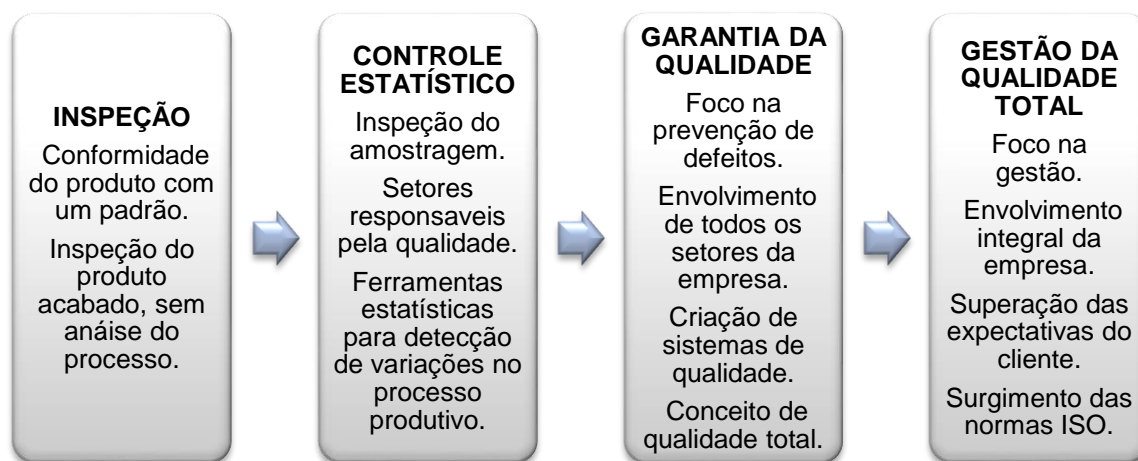 INSPEÇÃO
Conformidade
do produto com
um padrão.
Inspeção do
produto
acabado, sem
anáise do
processo.
CONTROLE
ESTATÍSTICO
Inspeção do
amostragem.
Setores
responsaveis
pela qualidade.
Ferramentas
estatísticas
para detecção
de variações no
processo
produtivo.
GARANTIA DA
QUALIDADE
Foco na
prevenção de
defeitos.
Envolvimento
de todos os
setores da
empresa.
Criação de
sistemas de
qualidade.
Conceito de
qualidade total.
GESTÃO DA
QUALIDADE
TOTAL
Foco na
gestão.
Envolvimento
integral da
empresa.
Superação das
expectativas do
cliente.
Surgimento das
normas ISO.